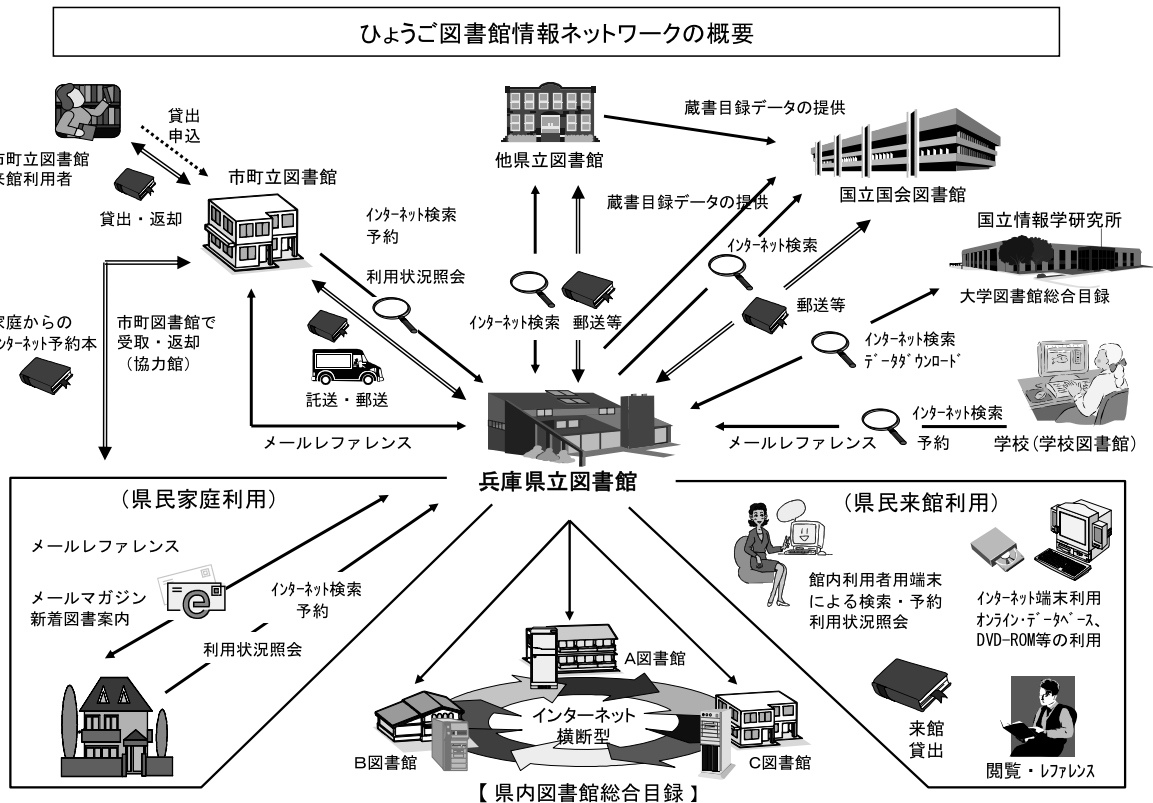 ひょうご図書館情報ネットワークの概要
貸出
申込
市町立図書館
来館利用者
貸出・返却
市町立図書館
他県立図書館
蔵書目録データの提供
国立国会図書館
蔵書目録データの提供
国立情報学研究所
大学図書館総合目録
インターネット検索
予約
利用状況照会
インターネット検索
郵送等
インターネット検索
郵送等
インターネット検索
データダウンロード
家庭からの
ンターネット予約本
市町図書館で
受取・返却
(協力館)
託送・郵送
メールレファレンス
メールレファレンス
インターネット検索
予約
学校(学校図書館)
兵庫県立図書館
(県民家庭利用)
メールレファレンス
メールマガジン
新着図書案内
インターネット検索
予約
利用状況照会
A図書館
B図書館
C図書館
インターネット
横断型
【 県内図書館総合目録 】
(県民来館利用)
館内利用者用端末
による検索・予約
利用状況照会
インターネット端末利用
オンライン・データベース、
DVD-ROM等の利用
来館
貸出
閲覧・レファレンス